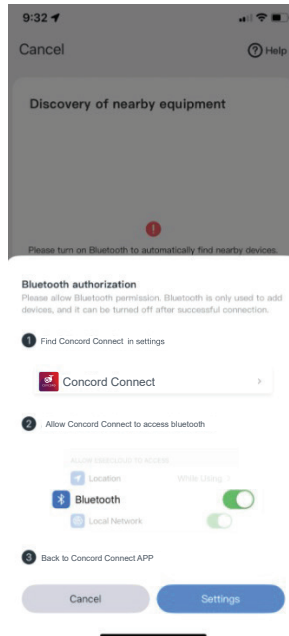 9:32
Cancel
Help
Discovery of nearby equipment
Please turn on Bluetooth to automatically find nearby devices.
Bluetooth authorization
Please allow Bluetooth permission. Bluetooth is only used to add
devices, and it can be turned off after successful connection.
1 Find Concord Connect in settings
Concord Connect
2 Allow Concord Connect to access bluetooth
Location While Using
Bluetooth
Local Network
3 Back to Concord Connect APP
Cancel Settings